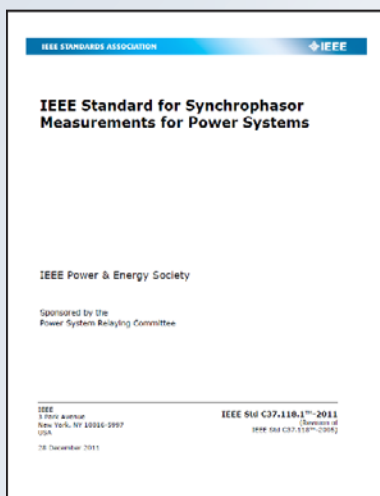 IEEE STANDARDS ASSOCIATION
IEEE
IEEE Standard for Synchrophasor
Measurements for Power Systems
IEEE Power & Energy Society
Sponsored by the
Power System Relaying Committee
IEEE
3 Park Avenue
New York, NY 10016-5997
USA
28 December 2011
IEEE Std C37.118.1™-2011
(Revision of
IEEE Std C37.118™-2005)